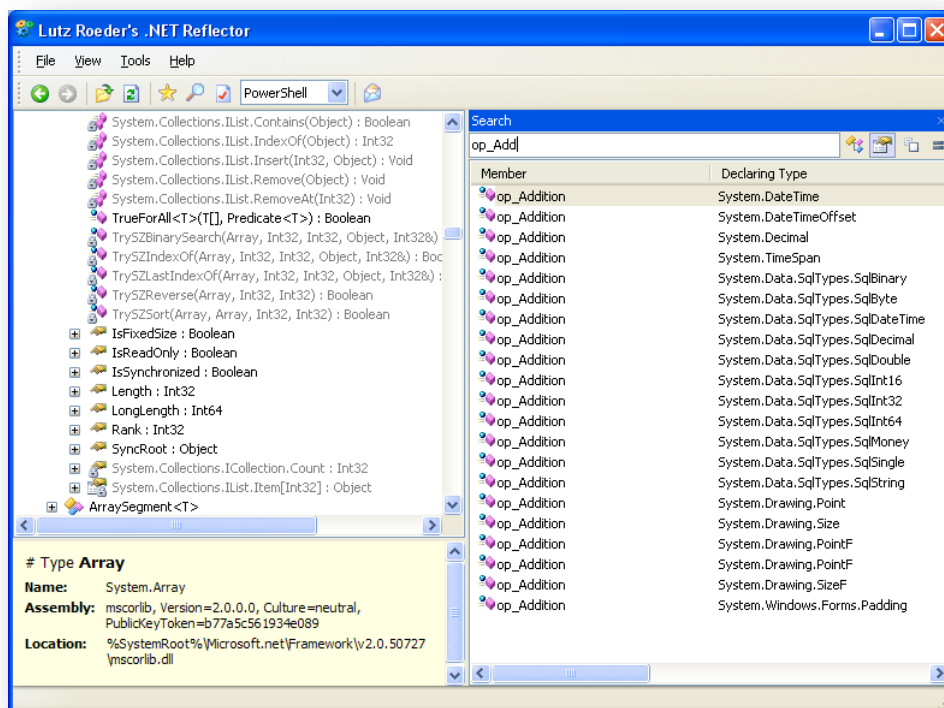 Lutz Roeder's .NET Reflector
File View Tools Help
PowerShell
System.Collections.IList.Contains(Object) : Boolean
System.Collections.IList.IndexOf(Object) : Int32
System.Collections.IList.Insert(Int32, Object) : Void
System.Collections.IList.Remove(Object) : Void
System.Collections.IList.RemoveAt(Int32) : Void
TrueForAll<T>(T[], Predicate<T>) : Boolean
TrySZBinarySearch(Array, Int32, Int32, Object, Int32&)
TrySZIndexOf(Array, Int32, Int32, Object, Int32&) : Boc
TrySZLastIndexOf(Array, Int32, Int32, Object, Int32&) :
TrySZReverse(Array, Int32, Int32) : Boolean
TrySZSort(Array, Array, Int32, Int32) : Boolean
IsFixedSize : Boolean
IsReadOnly : Boolean
IsSynchronized : Boolean
Length : Int32
LongLength : Int64
Rank : Int32
SyncRoot : Object
System.Collections.ICollection.Count : Int32
System.Collections.IList.Item[Int32] : Object
ArraySegment<T>
# Type Array
Name: System.Array
Assembly: mscorlib, Version=2.0.0.0, Culture=neutral,
PublicKeyToken=b77a5c561934e089
Location: %SystemRoot%\Microsoft.net\Framework\v2.0.50727
\mscorlib.dll
Search
op_Add
Member Declaring Type
op_Addition System.DateTime
op_Addition System.DateTimeOffset
op_Addition System.Decimal
op_Addition System.TimeSpan
op_Addition System.Data.SqlTypes.SqlBinary
op_Addition System.Data.SqlTypes.SqlByte
op_Addition System.Data.SqlTypes.SqlDateTime
op_Addition System.Data.SqlTypes.SqlDecimal
op_Addition System.Data.SqlTypes.SqlDouble
op_Addition System.Data.SqlTypes.SqlInt16
op_Addition System.Data.SqlTypes.SqlInt32
op_Addition System.Data.SqlTypes.SqlInt64
op_Addition System.Data.SqlTypes.SqlMoney
op_Addition System.Data.SqlTypes.SqlSingle
op_Addition System.Data.SqlTypes.SqlString
op_Addition System.Drawing.Point
op_Addition System.Drawing.Size
op_Addition System.Drawing.PointF
op_Addition System.Drawing.PointF
op_Addition System.Drawing.SizeF
op_Addition System.Windows.Forms.Padding